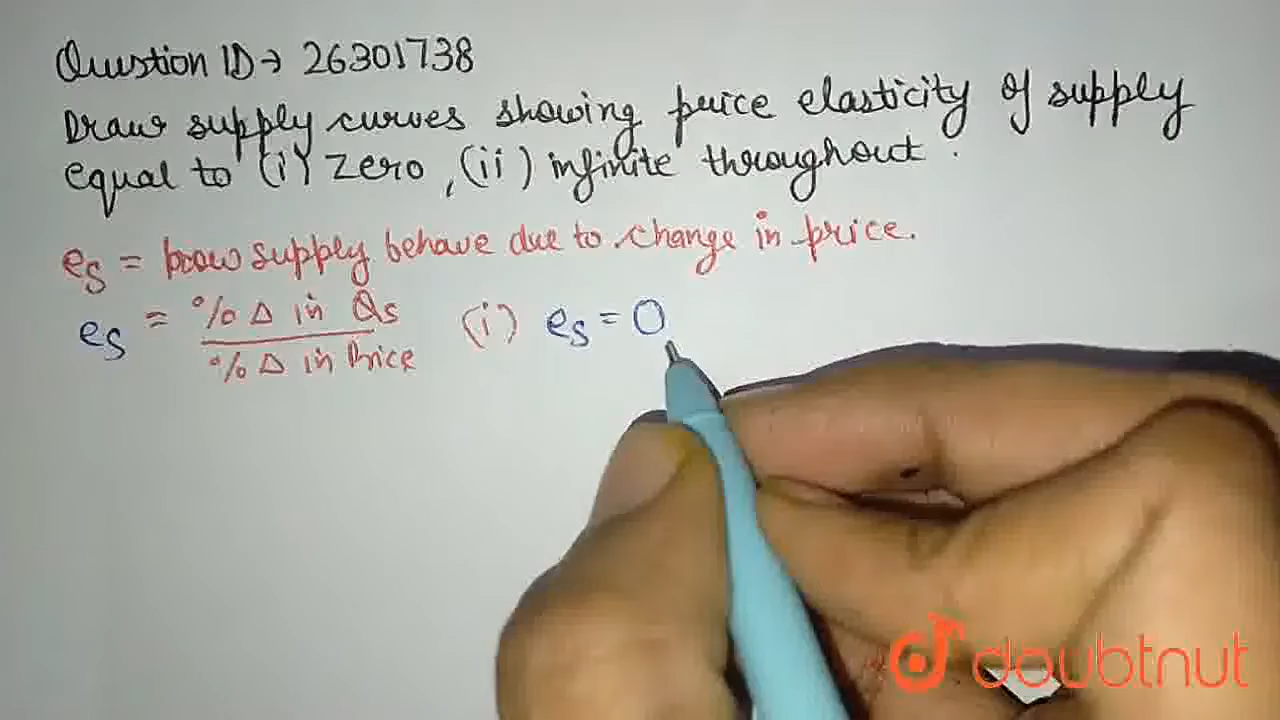 Question ID → 26301738
Draw supply curves showing price elasticity of supply
equal to (i) Zero, (ii) infinite throughout.
es = how supply behave due to change in price.
es = % Δ in Qs / % Δ in Price (i) es = 0
doubtnut